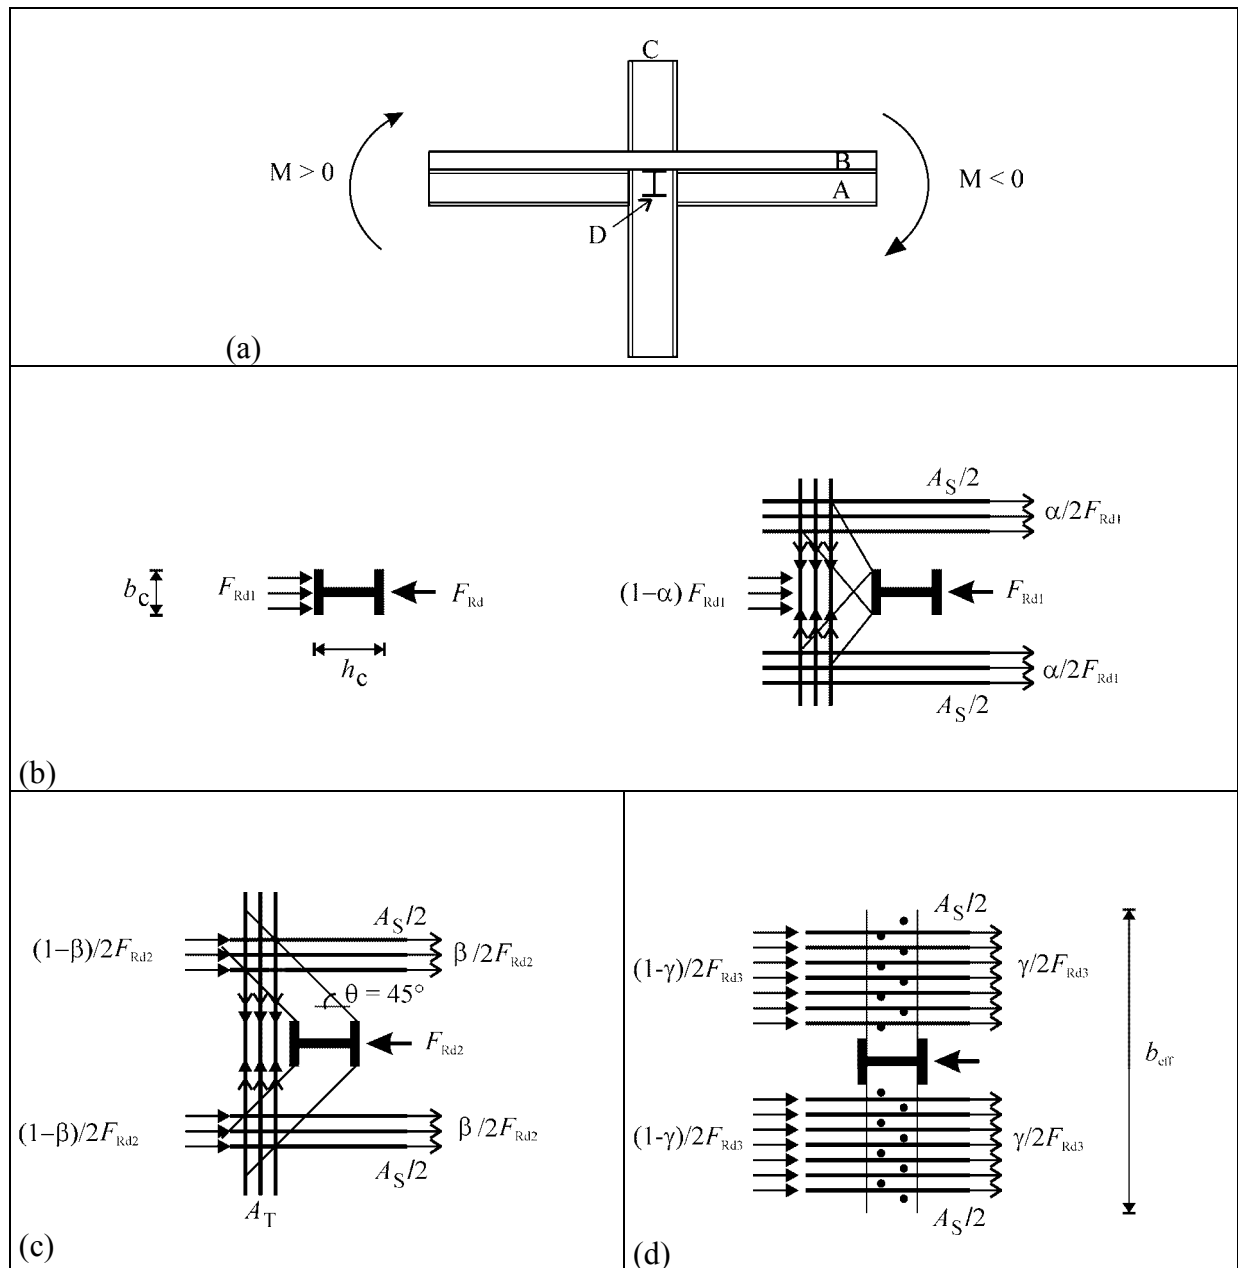 C
M > 0
B
A
M < 0
D
(a)
A_S/2
α/2F_Rd1
b_c
F_Rd1
F_Rd
(1−α) F_Rd1
F_Rd1
h_c
α/2F_Rd1
A_S/2
(b)
A_S/2
(1−β)/2F_Rd2
β/2F_Rd2
θ = 45°
F_Rd2
(1−β)/2F_Rd2
β/2F_Rd2
A_S/2
A_T
(c)
A_S/2
(1-γ)/2F_Rd3
γ/2F_Rd3
b_eff
(1-γ)/2F_Rd3
γ/2F_Rd3
A_S/2
(d)